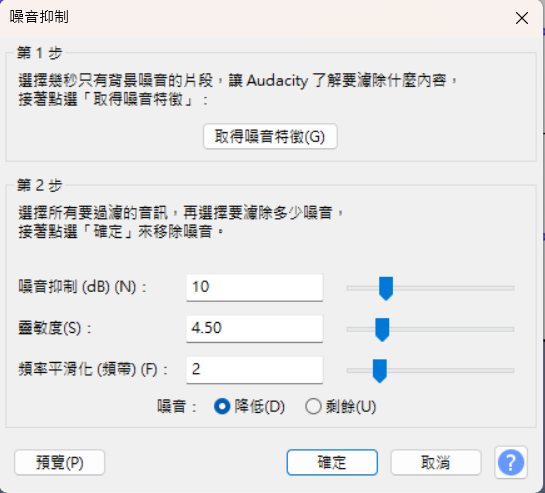 噪音抑制
第 1 步
選擇幾秒只有背景噪音的片段，讓 Audacity 了解要濾除什麼內容，
接著點選「取得噪音特徵」：
取得噪音特徵(G)
第 2 步
選擇所有要過濾的音訊，再選擇要濾除多少噪音，
接著點選「確定」來移除噪音。
噪音抑制 (dB) (N)： 10
靈敏度(S)： 4.50
頻率平滑化 (頻帶) (F)： 2
噪音： 降低(D) 剩餘(U)
預覽(P) 確定 取消 ?